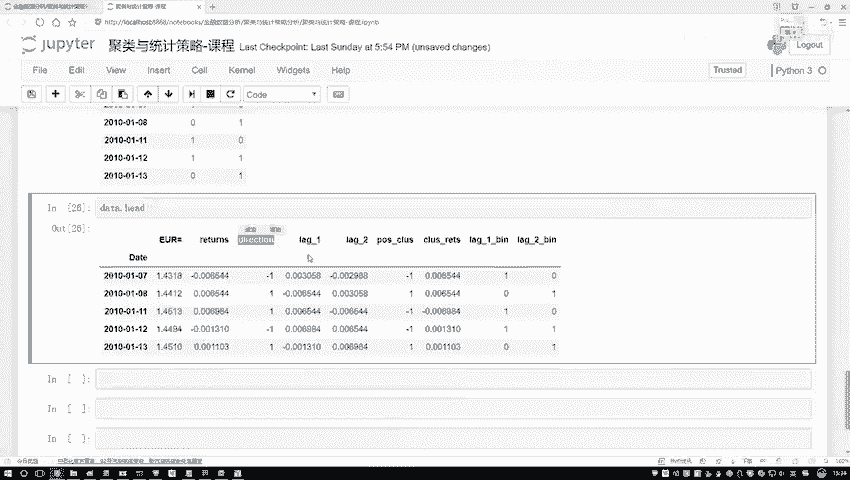 聚类与统计策略-课程
http://localhost:8888/notebooks/金融数据分析/聚类与统计策略分析/聚类与统计策略-课程.ipynb
jupyter 聚类与统计策略-课程 Last Checkpoint: Last Sunday at 5:54 PM (unsaved changes)
Logout
File Edit View Insert Cell Kernel Widgets Help
Trusted Python 3
Code
2010-01-08 0 1
2010-01-11 1 0
2010-01-12 1 1
2010-01-13 0 1
In [26]: data.head
Out[26]:
EUR= returns direction lag_1 lag_2 pos_clus clus_rets lag_1_bin lag_2_bin
Date
2010-01-07 1.4318 -0.006544 -1 0.003058 -0.002988 -1 0.006544 1 0
2010-01-08 1.4412 0.006544 1 -0.006544 0.003058 1 0.006544 0 1
2010-01-11 1.4513 0.006984 1 0.006544 -0.006544 -1 -0.006984 1 0
2010-01-12 1.4494 -0.001310 -1 0.006984 0.006544 -1 0.001310 1 1
2010-01-13 1.4510 0.001103 1 -0.001310 0.006984 1 0.001103 0 1
In [ ]:
In [ ]:
In [ ]: